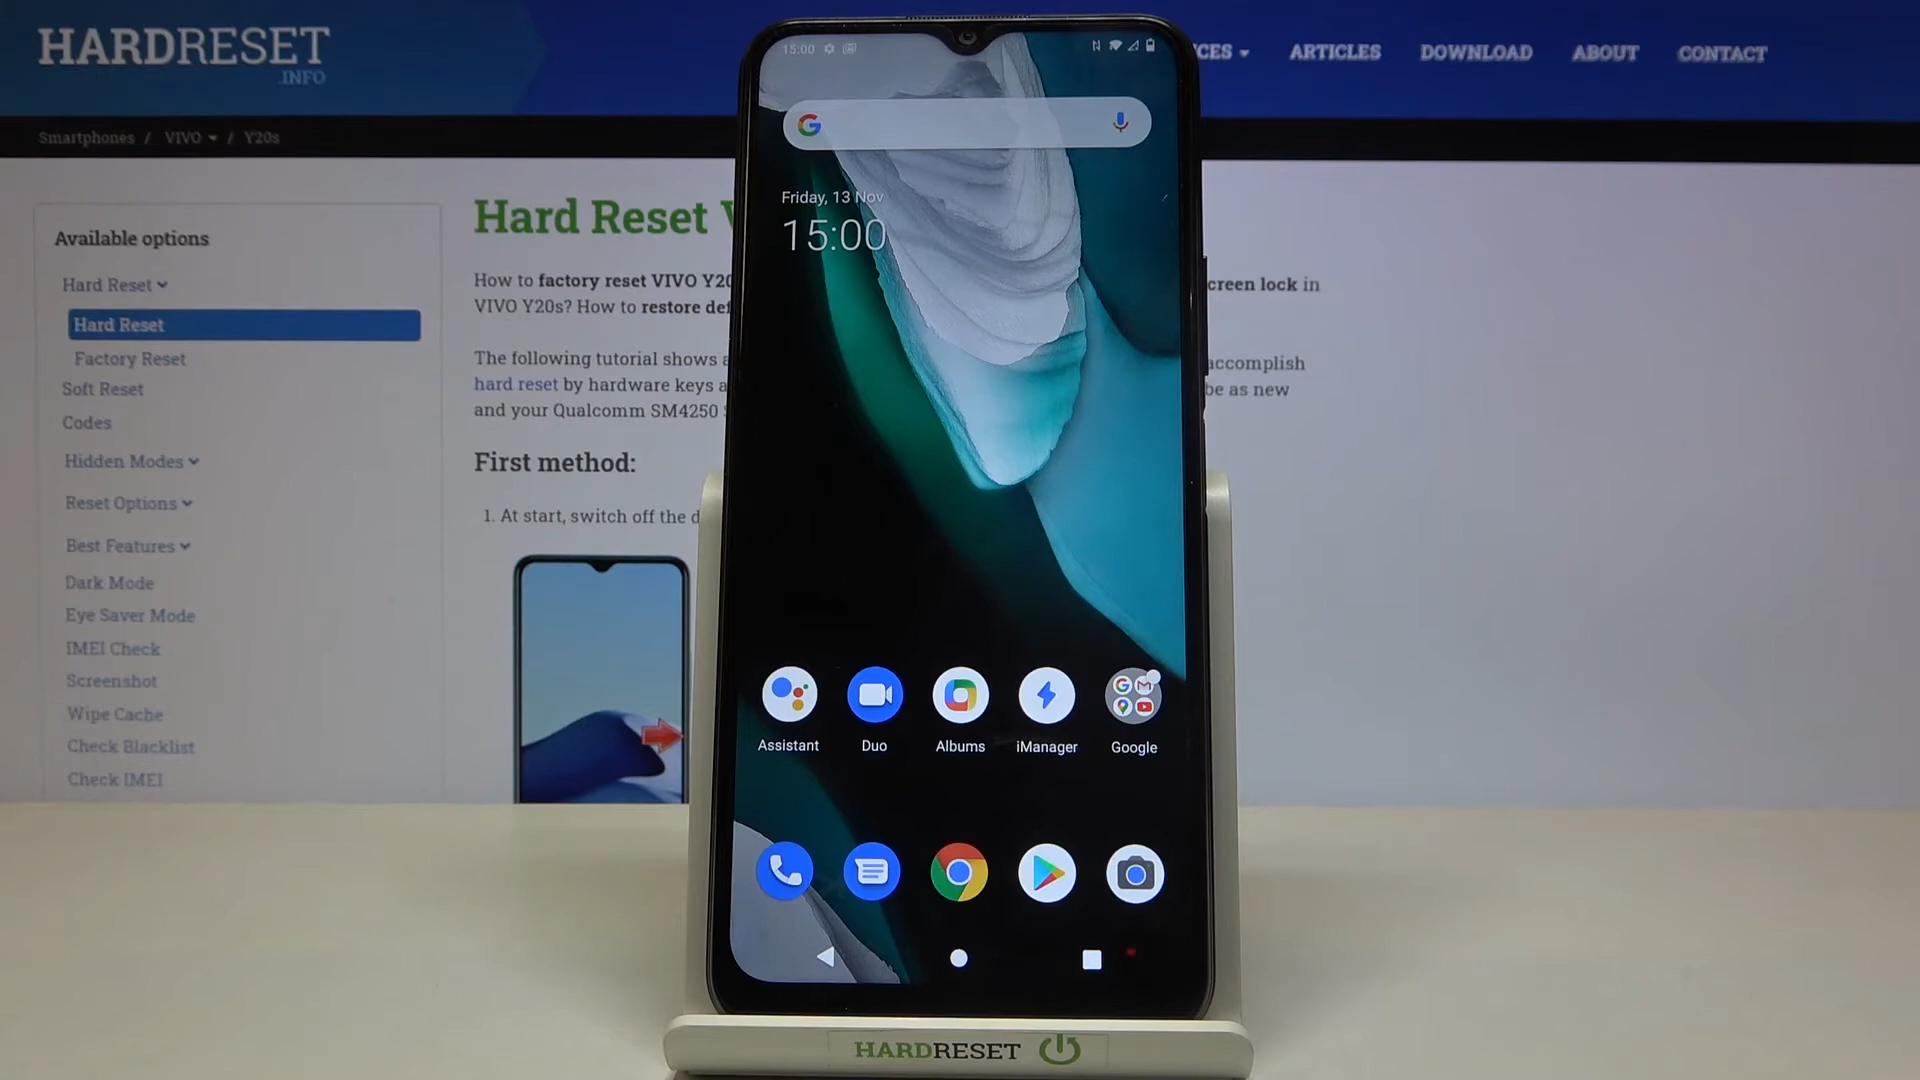 HARDRESET
.INFO
ARTICLES
DOWNLOAD
ABOUT
CONTACT
Smartphones / VIVO / Y20s
Available options
Hard Reset
Hard Reset
Factory Reset
Soft Reset
Codes
Hidden Modes
Reset Options
Best Features
Dark Mode
Eye Saver Mode
IMEI Check
Screenshot
Wipe Cache
Check Blacklist
Check IMEI
Hard Reset
How to factory reset VIVO
in
VIVO Y20s? How to restore
lock
The following tutorial shows
accomplish
hard reset by hardware keys
be as new
and your Qualcomm SM4250
First method:
1. At start, switch off the
15:00
Friday, 13 Nov
15:00
Assistant
Duo
Albums
iManager
Google
HARDRESET